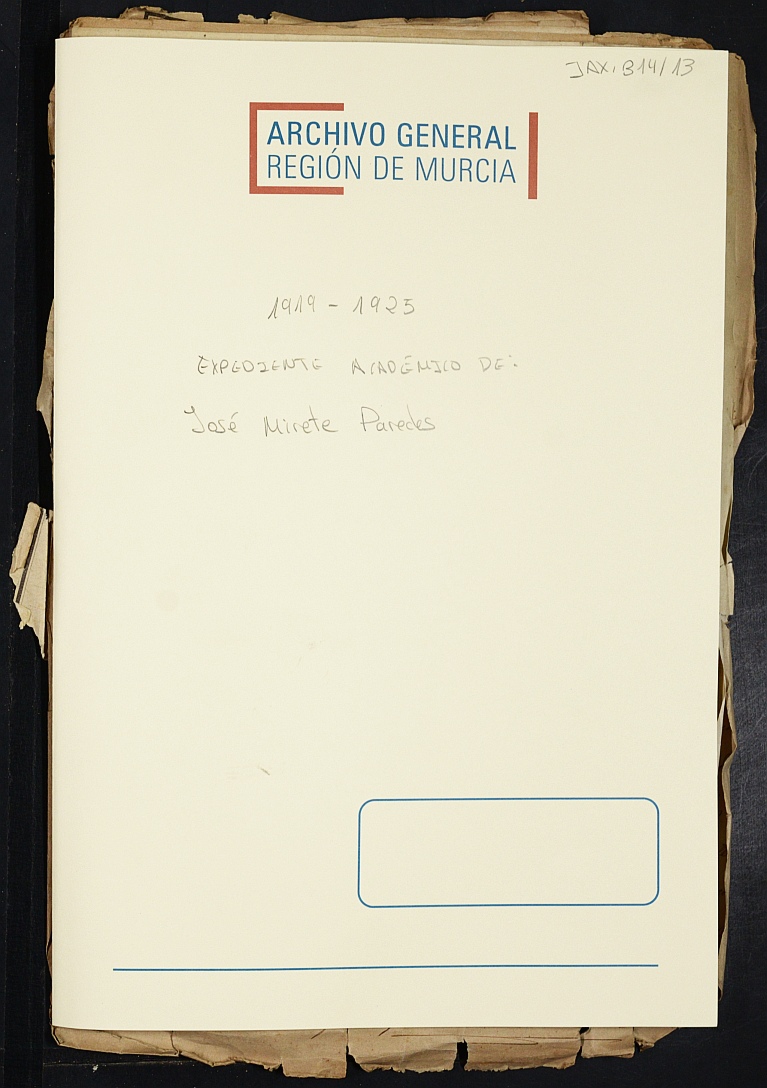 JAX.B14/13
ARCHIVO GENERAL
REGIÓN DE MURCIA
1919 - 1925
EXPEDIENTE ACADÉMICO DE:
José Mirete Paredes